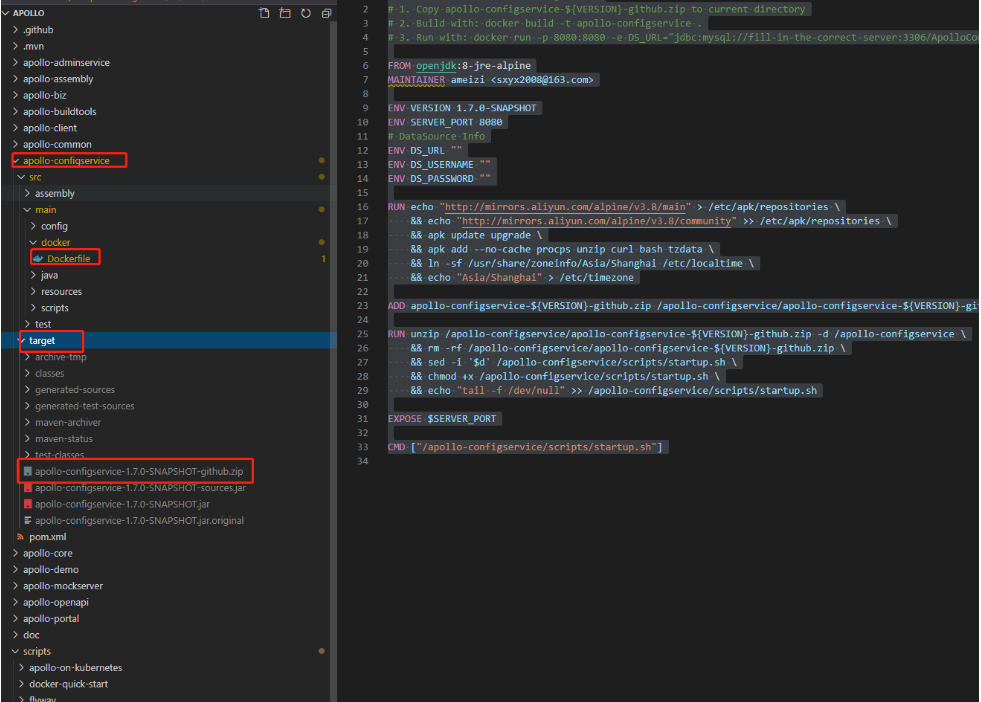 APOLLO
.github
.mvn
apollo-adminservice
apollo-assembly
apollo-biz
apollo-buildtools
apollo-client
apollo-common
apollo-configservice
src
assembly
main
config
docker
Dockerfile 1
java
resources
scripts
test
target
archive-tmp
classes
generated-sources
generated-test-sources
maven-archiver
maven-status
test-classes
apollo-configservice-1.7.0-SNAPSHOT-github.zip
apollo-configservice-1.7.0-SNAPSHOT-sources.jar
apollo-configservice-1.7.0-SNAPSHOT.jar
apollo-configservice-1.7.0-SNAPSHOT.jar.original
pom.xml
apollo-core
apollo-demo
apollo-mockserver
apollo-openapi
apollo-portal
doc
scripts
apollo-on-kubernetes
docker-quick-start
flyway
2 # 1. Copy apollo-configservice-${VERSION}-github.zip to current directory
3 # 2. Build with: docker build -t apollo-configservice .
4 # 3. Run with: docker run -p 8080:8080 -e DS_URL="jdbc:mysql://fill-in-the-correct-server:3306/ApolloCon
5
6 FROM openjdk:8-jre-alpine
7 MAINTAINER ameizi <sxyx2008@163.com>
8
9 ENV VERSION 1.7.0-SNAPSHOT
10 ENV SERVER_PORT 8080
11 # DataSource Info
12 ENV DS_URL ""
13 ENV DS_USERNAME ""
14 ENV DS_PASSWORD ""
15
16 RUN echo "http://mirrors.aliyun.com/alpine/v3.8/main" > /etc/apk/repositories \
17 && echo "http://mirrors.aliyun.com/alpine/v3.8/community" >> /etc/apk/repositories \
18 && apk update upgrade \
19 && apk add --no-cache procps unzip curl bash tzdata \
20 && ln -sf /usr/share/zoneinfo/Asia/Shanghai /etc/localtime \
21 && echo "Asia/Shanghai" > /etc/timezone
22
23 ADD apollo-configservice-${VERSION}-github.zip /apollo-configservice/apollo-configservice-${VERSION}-git
24
25 RUN unzip /apollo-configservice/apollo-configservice-${VERSION}-github.zip -d /apollo-configservice \
26 && rm -rf /apollo-configservice/apollo-configservice-${VERSION}-github.zip \
27 && sed -i '$d' /apollo-configservice/scripts/startup.sh \
28 && chmod +x /apollo-configservice/scripts/startup.sh \
29 && echo "tail -f /dev/null" >> /apollo-configservice/scripts/startup.sh
30
31 EXPOSE $SERVER_PORT
32
33 CMD ["/apollo-configservice/scripts/startup.sh"]
34